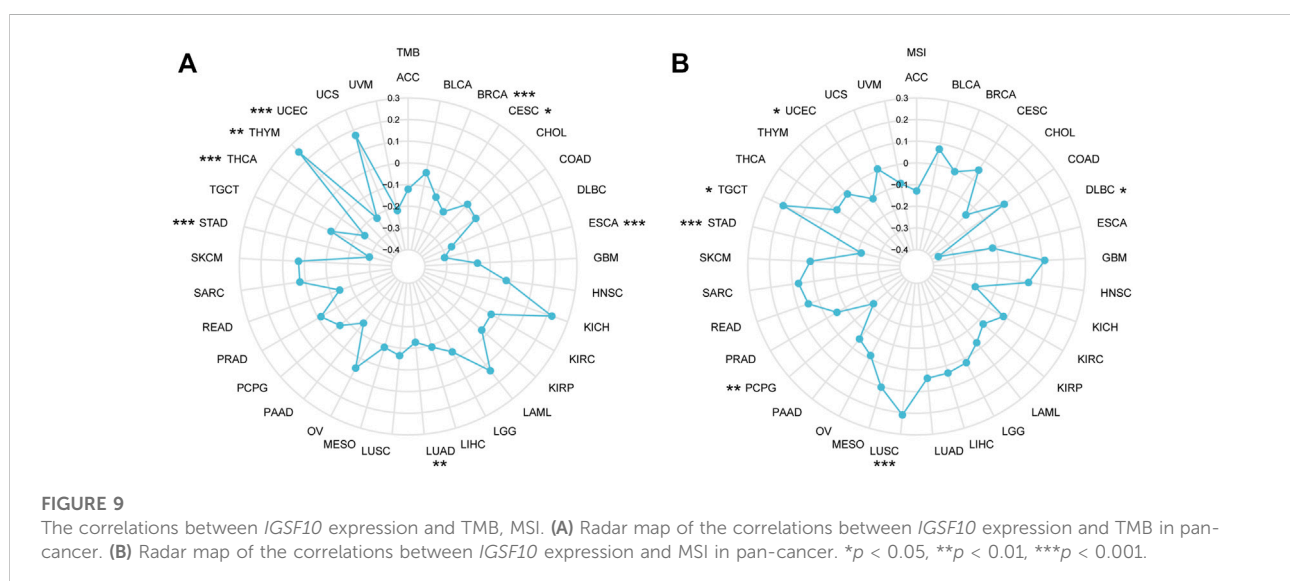 A
TMB
ACC
BLCA
BRCA ***
CESC *
CHOL
COAD
DLBC
ESCA ***
GBM
HNSC
KICH
KIRC
KIRP
LAML
LGG
LIHC
LUAD
**
LUSC
MESO
OV
PAAD
PCPG
PRAD
READ
SARC
SKCM
*** STAD
TGCT
*** THCA
** THYM
*** UCEC
UCS
UVM
0.3
0.2
0.1
0
−0.1
−0.2
−0.3
−0.4
B
MSI
ACC
BLCA
BRCA
CESC
CHOL
COAD
DLBC *
ESCA
GBM
HNSC
KICH
KIRC
KIRP
LAML
LGG
LIHC
LUAD
LUSC
***
MESO
OV
PAAD
** PCPG
PRAD
READ
SARC
SKCM
*** STAD
* TGCT
THCA
THYM
* UCEC
UCS
UVM
0.3
0.2
0.1
0
−0.1
−0.2
−0.3
−0.4
FIGURE 9
The correlations between IGSF10 expression and TMB, MSI. (A) Radar map of the correlations between IGSF10 expression and TMB in pan-
cancer. (B) Radar map of the correlations between IGSF10 expression and MSI in pan-cancer. *p < 0.05, **p < 0.01, ***p < 0.001.